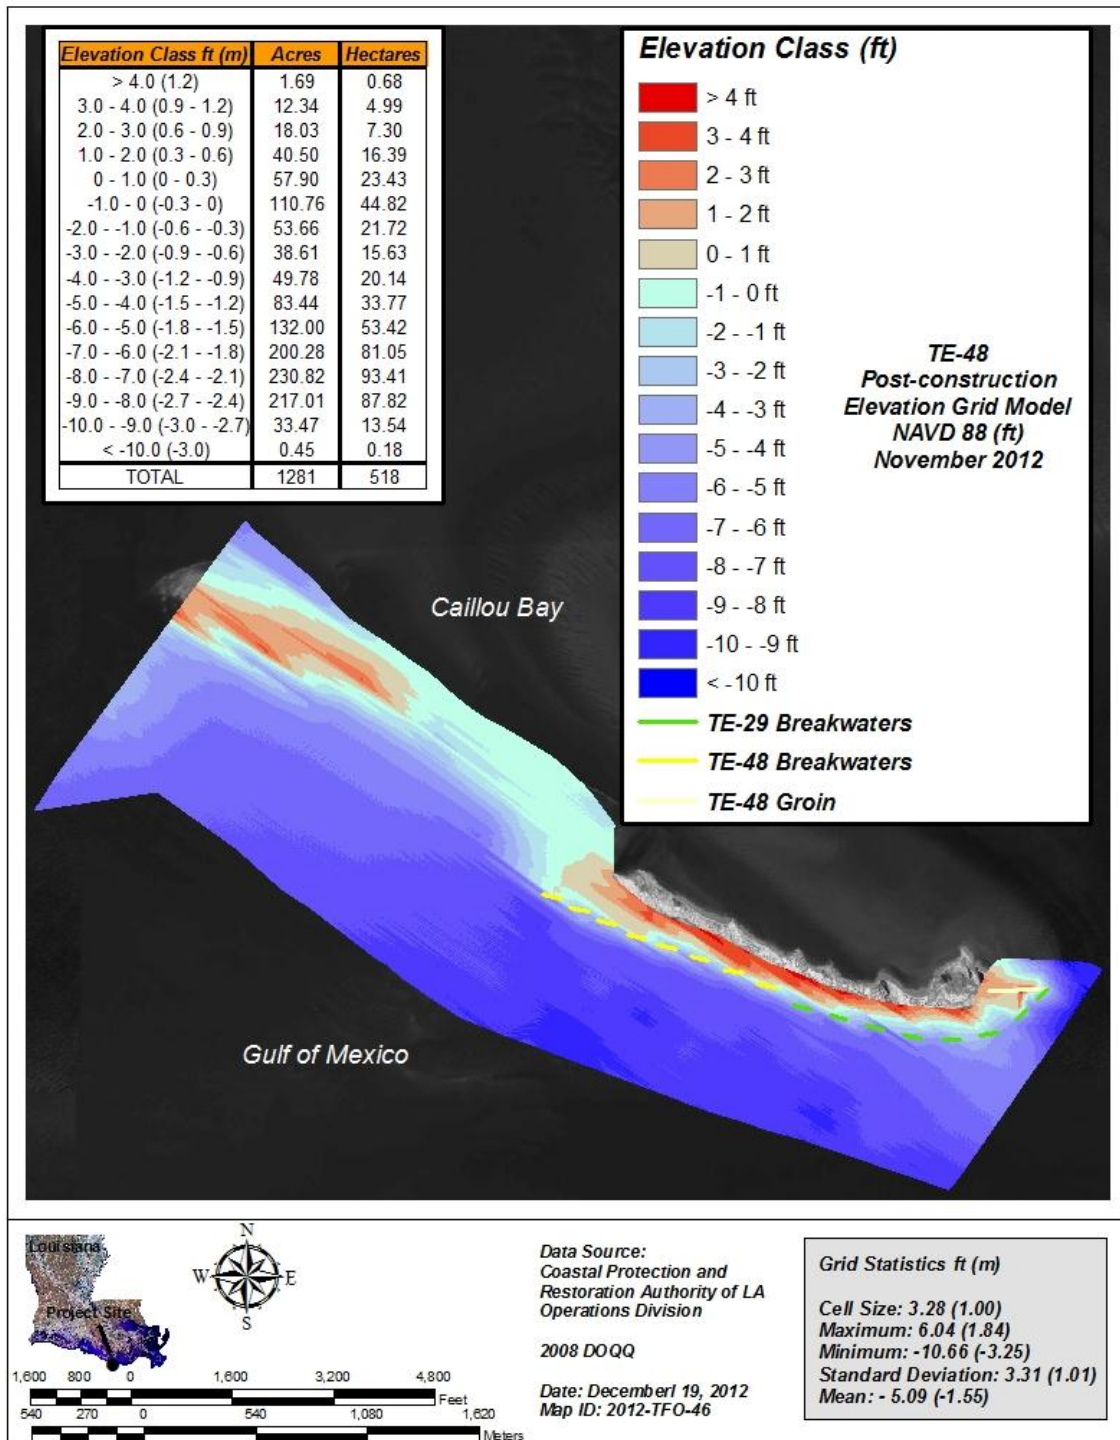 Elevation Class ft (m) Acres Hectares
> 4.0 (1.2) 1.69 0.68
3.0 - 4.0 (0.9 - 1.2) 12.34 4.99
2.0 - 3.0 (0.6 - 0.9) 18.03 7.30
1.0 - 2.0 (0.3 - 0.6) 40.50 16.39
0 - 1.0 (0 - 0.3) 57.90 23.43
-1.0 - 0 (-0.3 - 0) 110.76 44.82
-2.0 - -1.0 (-0.6 - -0.3) 53.66 21.72
-3.0 - -2.0 (-0.9 - -0.6) 38.61 15.63
-4.0 - -3.0 (-1.2 - -0.9) 49.78 20.14
-5.0 - -4.0 (-1.5 - -1.2) 83.44 33.77
-6.0 - -5.0 (-1.8 - -1.5) 132.00 53.42
-7.0 - -6.0 (-2.1 - -1.8) 200.28 81.05
-8.0 - -7.0 (-2.4 - -2.1) 230.82 93.41
-9.0 - -8.0 (-2.7 - -2.4) 217.01 87.82
-10.0 - -9.0 (-3.0 - -2.7) 33.47 13.54
< -10.0 (-3.0) 0.45 0.18
TOTAL 1281 518
Elevation Class (ft)
> 4 ft
3 - 4 ft
2 - 3 ft
1 - 2 ft
0 - 1 ft
-1 - 0 ft
-2 - -1 ft
-3 - -2 ft
-4 - -3 ft
-5 - -4 ft
-6 - -5 ft
-7 - -6 ft
-8 - -7 ft
-9 - -8 ft
-10 - -9 ft
< -10 ft
TE-29 Breakwaters
TE-48 Breakwaters
TE-48 Groin
TE-48
Post-construction
Elevation Grid Model
NAVD 88 (ft)
November 2012
Caillou Bay
Gulf of Mexico
Louisiana
Project Site
N
W E
S
1,600 800 0 1,600 3,200 4,800
Feet
540 270 0 540 1,080 1,620
Meters
Data Source:
Coastal Protection and
Restoration Authority of LA
Operations Division
2008 DOQQ
Date: Decemberl 19, 2012
Map ID: 2012-TFO-46
Grid Statistics ft (m)
Cell Size: 3.28 (1.00)
Maximum: 6.04 (1.84)
Minimum: -10.66 (-3.25)
Standard Deviation: 3.31 (1.01)
Mean: - 5.09 (-1.55)